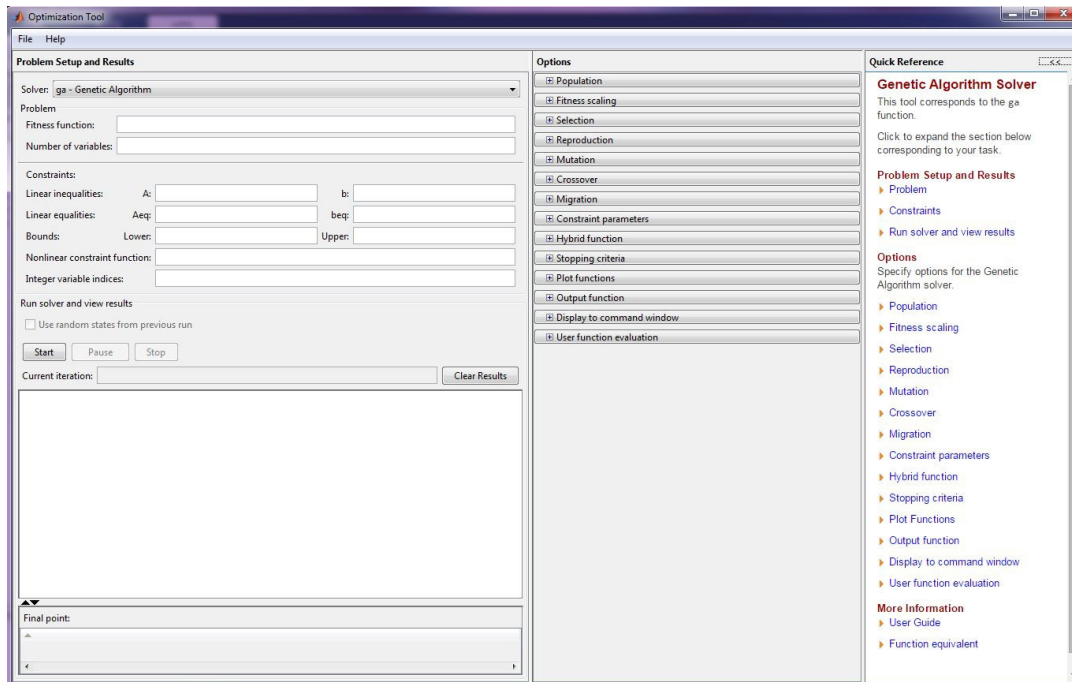 Optimization Tool
File Help
Problem Setup and Results
Solver: ga - Genetic Algorithm
Problem
Fitness function:
Number of variables:
Constraints:
Linear inequalities: A: b:
Linear equalities: Aeq: beq:
Bounds: Lower: Upper:
Nonlinear constraint function:
Integer variable indices:
Run solver and view results
Use random states from previous run
Start Pause Stop
Current iteration: Clear Results
Final point:
Options
Population
Fitness scaling
Selection
Reproduction
Mutation
Crossover
Migration
Constraint parameters
Hybrid function
Stopping criteria
Plot functions
Output function
Display to command window
User function evaluation
Quick Reference <<
Genetic Algorithm Solver
This tool corresponds to the ga
function.
Click to expand the section below
corresponding to your task.
Problem Setup and Results
Problem
Constraints
Run solver and view results
Options
Specify options for the Genetic
Algorithm solver.
Population
Fitness scaling
Selection
Reproduction
Mutation
Crossover
Migration
Constraint parameters
Hybrid function
Stopping criteria
Plot Functions
Output function
Display to command window
User function evaluation
More Information
User Guide
Function equivalent